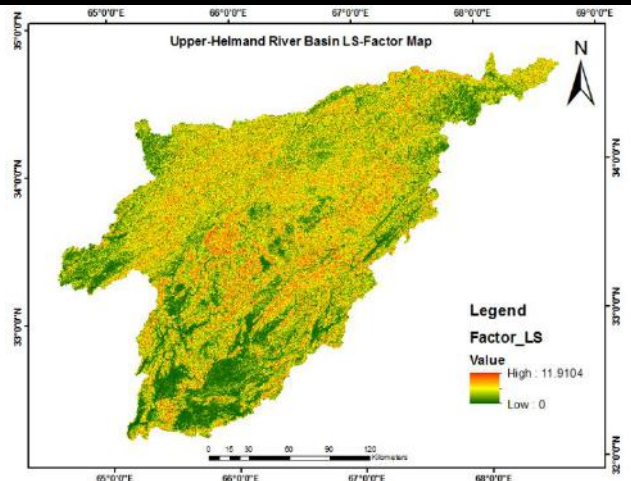 65°0'0"E 66°0'0"E 67°0'0"E 68°0'0"E 69°0'0"E
Upper-Helmand River Basin LS-Factor Map
N
35°0'0"N
34°0'0"N
34°0'0"N
33°0'0"N
33°0'0"N
32°0'0"N
Legend
Factor_LS
Value
High : 11.9104
Low : 0
0 15 30 60 90 120
Kilometers
65°0'0"E 66°0'0"E 67°0'0"E 68°0'0"E